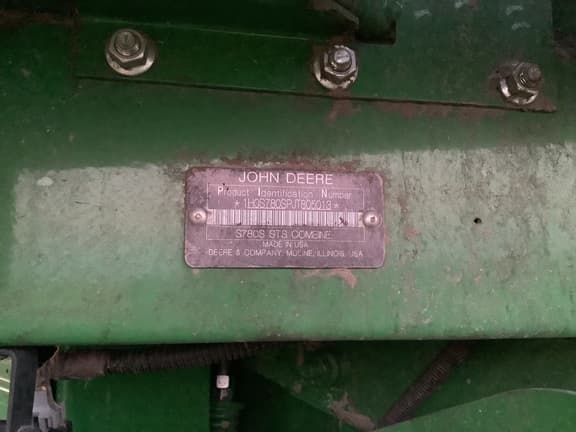 JOHN DEERE
Product Identification Number
*1H0S780SPJT805013*
S780S STS COMBINE
MADE IN USA
DEERE & COMPANY, MOLINE, ILLINOIS, USA